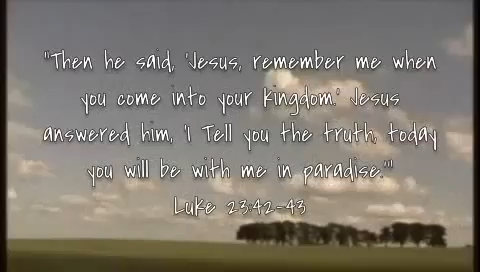 "Then he said, 'Jesus, remember me when
you come into your kingdom.' Jesus
answered him, 'I Tell you the truth, today
you will be with me in paradise.'"
Luke 23:42-43